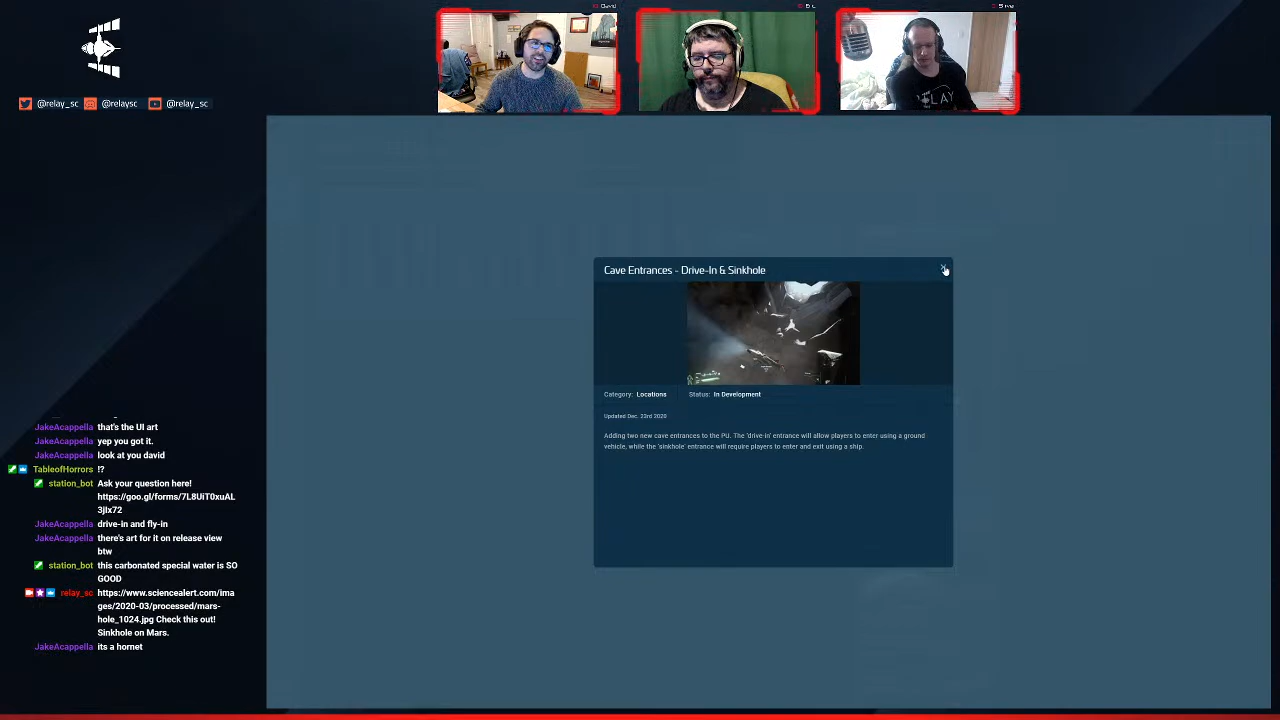 David
@relay_sc
@relaysc
@relay_sc
Cave Entrances - Drive-In & Sinkhole
Category: Locations
Status: In Development
Updated Dec. 23rd 2020
Adding two new cave entrances to the PU. The 'drive-in' entrance will allow players to enter using a ground
vehicle, while the 'sinkhole' entrance will require players to enter and exit using a ship.
JakeAcappella that's the UI art
JakeAcappella yep you got it.
JakeAcappella look at you david
TableofHorrors !?
station_bot Ask your question here!
https://goo.gl/forms/7L8UiT0xuAL
3jIx72
JakeAcappella drive-in and fly-in
JakeAcappella there's art for it on release view
btw
station_bot this carbonated special water is SO
GOOD
relay_sc https://www.sciencealert.com/ima
ges/2020-03/processed/mars-
hole_1024.jpg Check this out!
Sinkhole on Mars.
JakeAcappella its a hornet